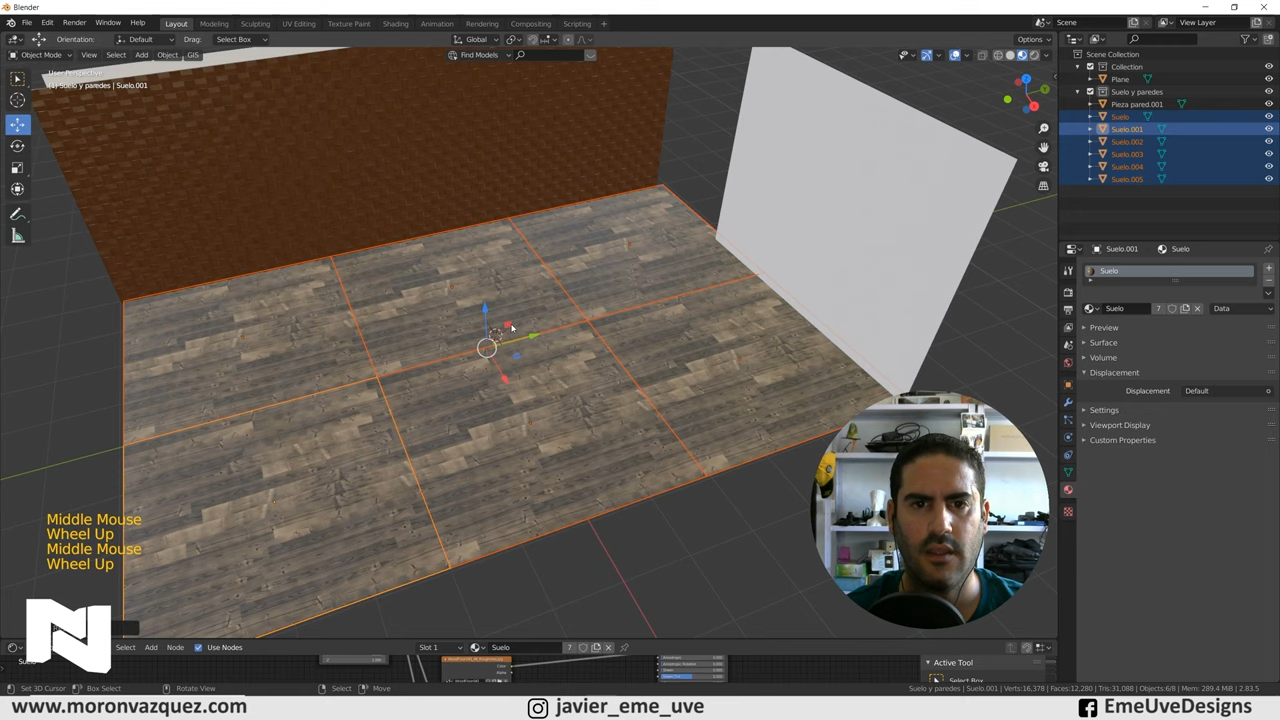 Blender
File Edit Render Window Help Layout Modeling Sculpting UV Editing Texture Paint Shading Animation Rendering Compositing Scripting + Scene View Layer
Orientation: Default Drag: Select Box Global Options
Object Mode View Select Add Object GIS Find Models
User Perspective
(1) Suelo y paredes | Suelo.001
Scene Collection
Collection
Plane
Suelo y paredes
Pieza pared.001
Suelo
Suelo.001
Suelo.002
Suelo.003
Suelo.004
Suelo.005
Suelo.001 Suelo
Suelo
Suelo 7 Data
Preview
Surface
Volume
Displacement
Displacement Default
Settings
Viewport Display
Custom Properties
Middle Mouse
Wheel Up
Middle Mouse
Wheel Up
N
Select Add Node Use Nodes Slot 1 Suelo 7
Color
Alpha
Active Tool
Select Box
Set 3D Cursor Box Select Rotate View Select Move Suelo y paredes | Suelo.001 | Verts:16,378 | Faces:12,280 | Tris:31,088 | Objects:6/8 | Mem: 289.4 MiB | 2.83.5
www.moronvazquez.com javier_eme_uve EmeUveDesigns